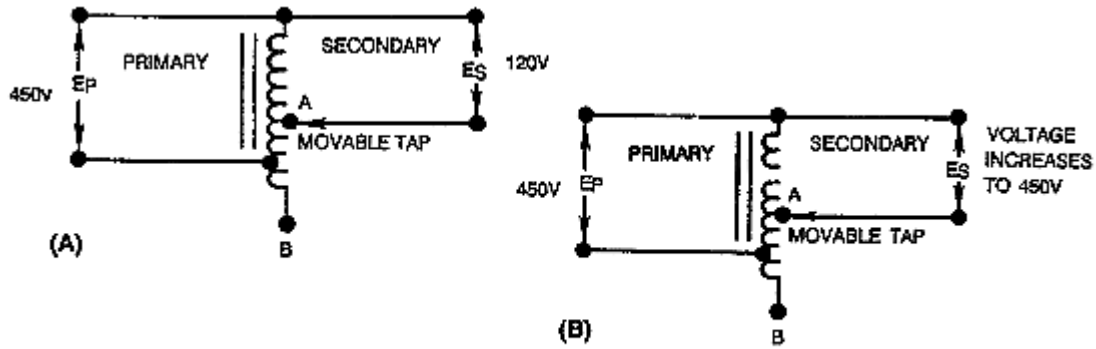 PRIMARY
SECONDARY
450V
EP
ES
120V
A
MOVABLE TAP
B
(A)
PRIMARY
SECONDARY
450V
EP
ES
VOLTAGE
INCREASES
TO 450V
A
MOVABLE TAP
B
(B)